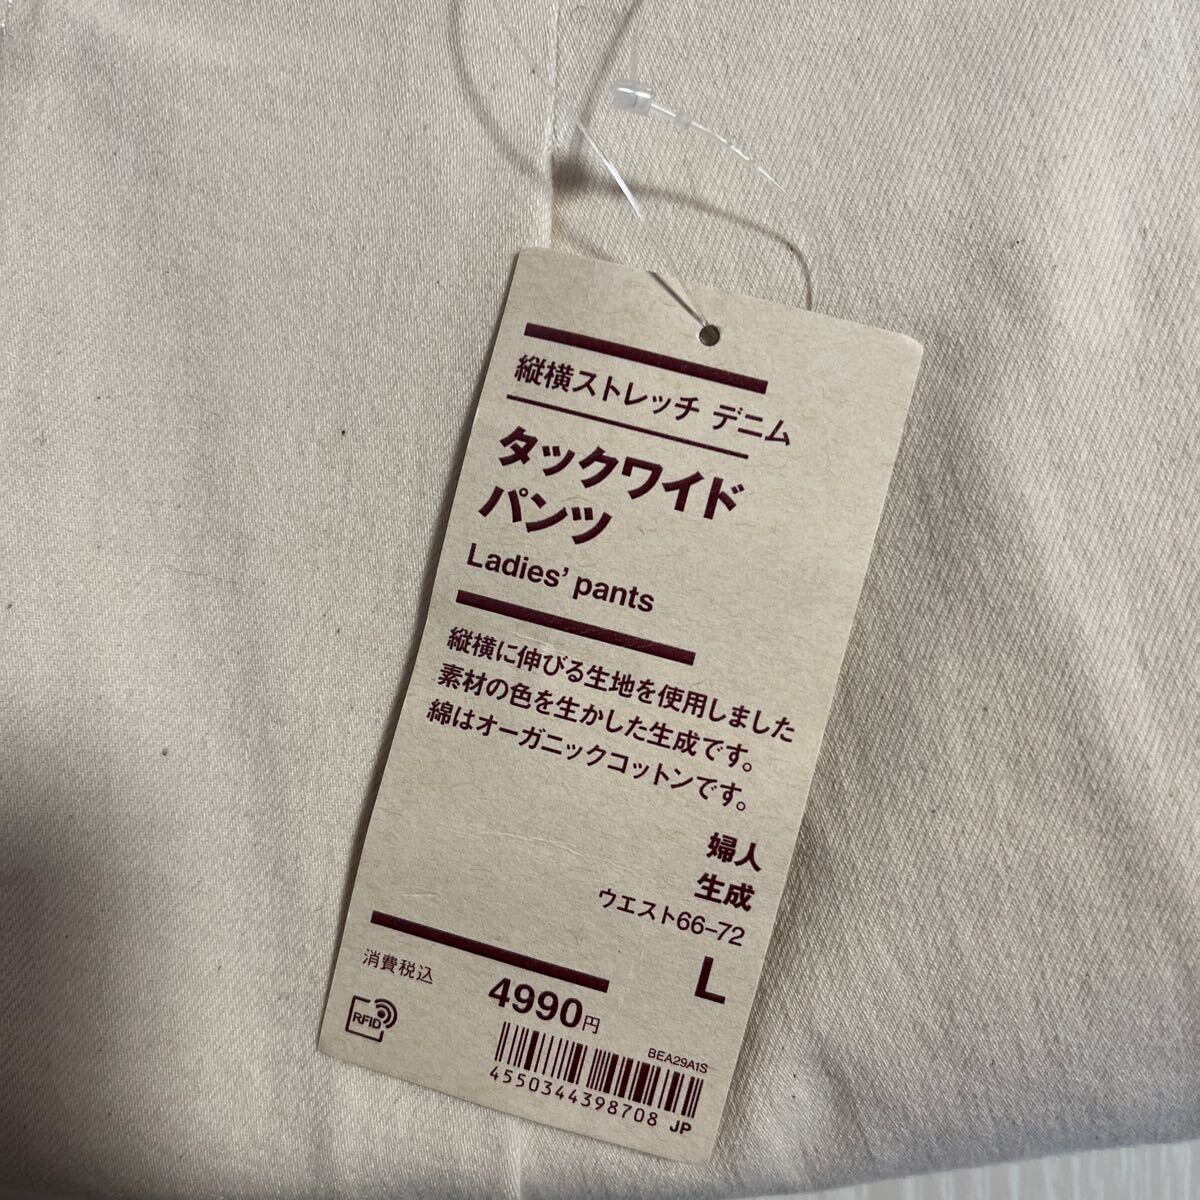 縦横ストレッチ デニム
タックワイド
パンツ
Ladies' pants
縦横に伸びる生地を使用しました
素材の色を生かした生成です。
綿はオーガニックコットンです。
婦人
生成
ウエスト66-72
L
消費税込
4990円
RFID
BEA29A1S
4550344398708 JP